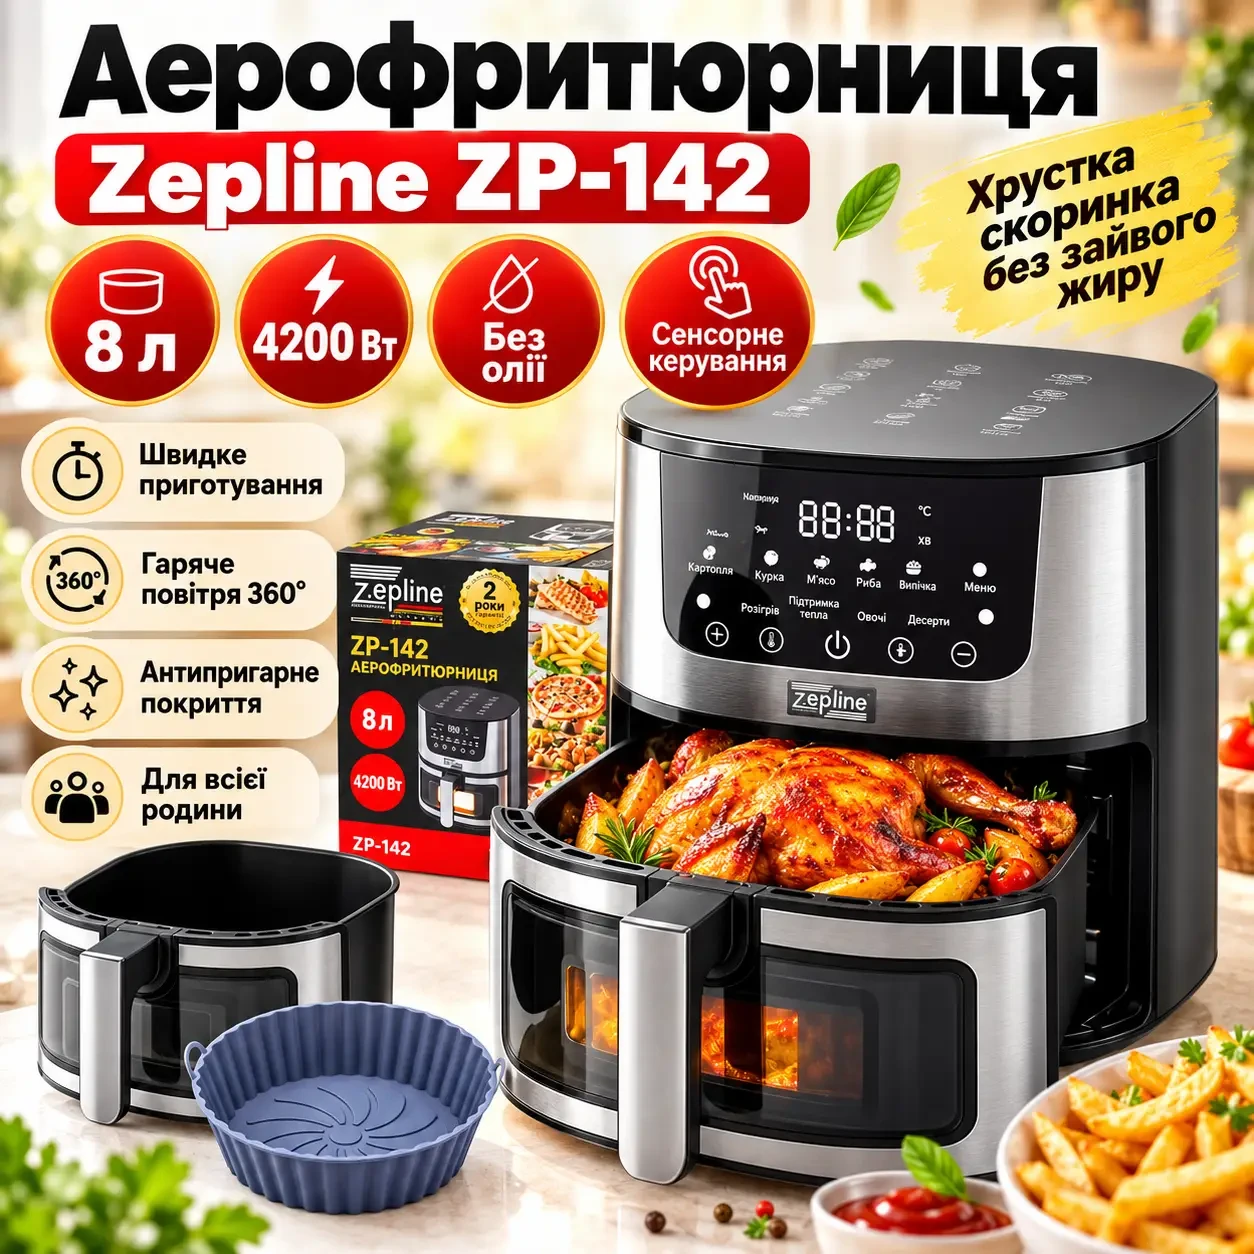 Аерофритюрниця
Zepline ZP-142
Хрустка
скоринка
без зайвого
жиру
8 л
4200 Вт
Без
олії
Сенсорне
керування
Швидке
приготування
360°
Гаряче
повітря 360°
Антипригарне
покриття
Для всієї
родини
Zepline
2
роки
гарантії
ZP-142
АЕРОФРИТЮРНИЦЯ
8 л
4200 Вт
ZP-142
88:88
°C
хв
Картопля
Курка
М'ясо
Риба
Випічка
Меню
Розігрів
Підтримка
тепла
Овочі
Десерти
Zepline